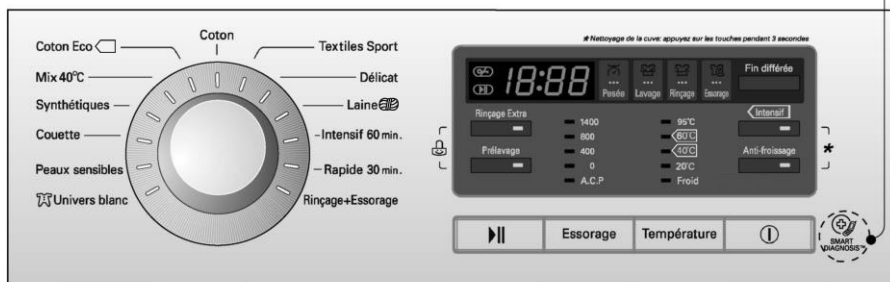 * Nettoyage de la cuve: appuyez sur les touches pendant 3 secondes
Coton
Coton Eco
Textiles Sport
Mix 40°C
Délicat
Synthétiques
Laine
Couette
Intensif 60 min.
Peaux sensibles
Rapide 30 min.
Univers blanc
Rinçage+Essorage
18:88
Pesée
Lavage
Rinçage
Essorage
Fin différée
Rinçage Extra
Prélavage
1400
800
400
0
A.C.P
95°C
60°C
40°C
20°C
Froid
Intensif
Anti-froissage
*
Essorage
Température
SMART
DIAGNOSIS™